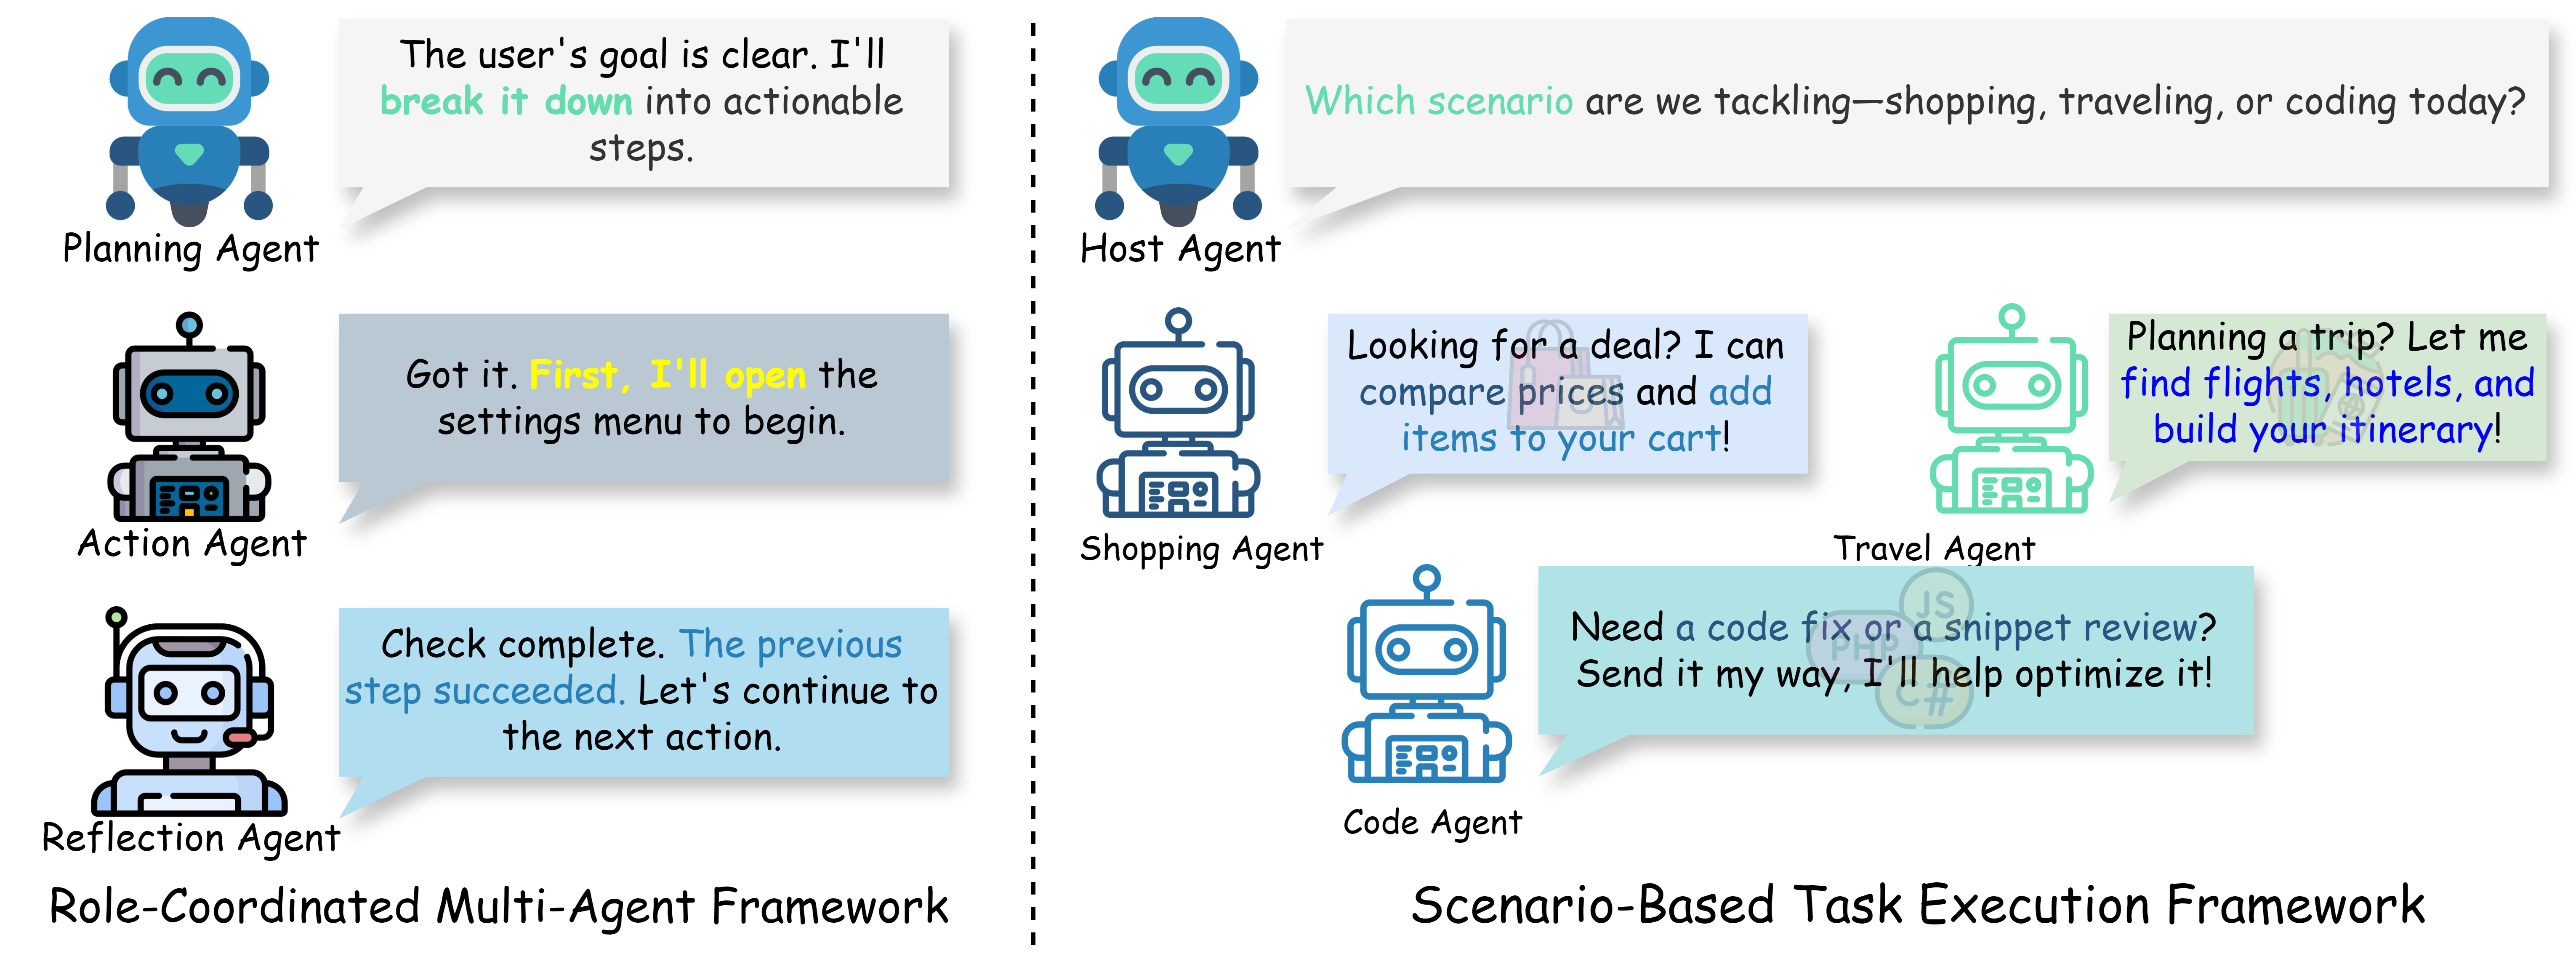 The user's goal is clear. I'll
break it down into actionable
steps.
Planning Agent
Got it. First, I'll open the
settings menu to begin.
Action Agent
Check complete. The previous
step succeeded. Let's continue to
the next action.
Reflection Agent
Role-Coordinated Multi-Agent Framework
Which scenario are we tackling—shopping, traveling, or coding today?
Host Agent
Looking for a deal? I can
compare prices and add
items to your cart!
Shopping Agent
Planning a trip? Let me
find flights, hotels, and
build your itinerary!
Travel Agent
Need a code fix or a snippet review?
Send it my way, I'll help optimize it!
JS
PHP
C#
Code Agent
Scenario-Based Task Execution Framework